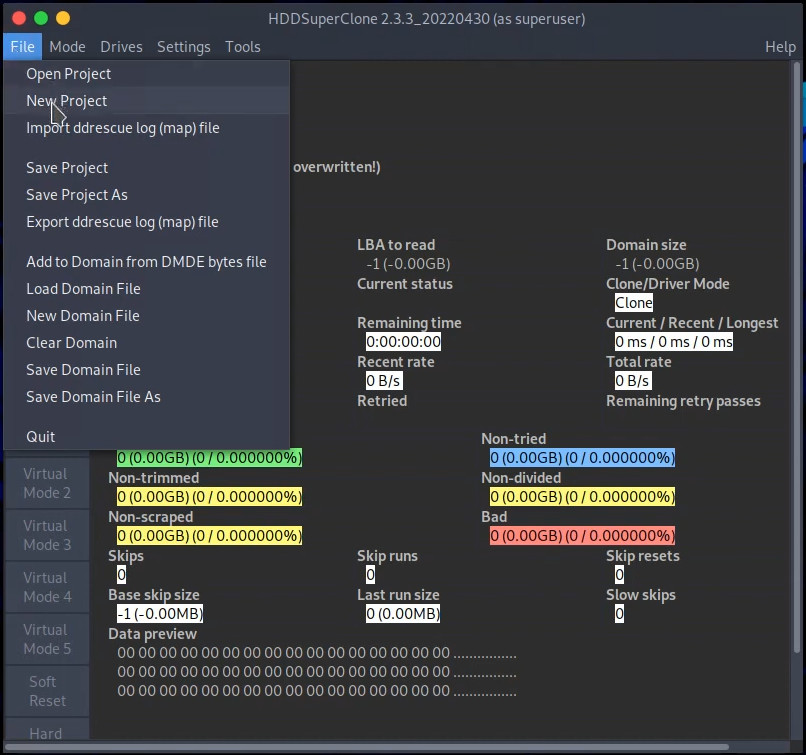 HDDSuperClone 2.3.3_20220430 (as superuser)
File Mode Drives Settings Tools Help
Open Project
New Project
Import ddrescue log (map) file
Save Project
Save Project As
Export ddrescue log (map) file
Add to Domain from DMDE bytes file
Load Domain File
New Domain File
Clear Domain
Save Domain File
Save Domain File As
Quit
overwritten!)
LBA to read Domain size
-1 (-0.00GB) -1 (-0.00GB)
Current status Clone/Driver Mode
Clone
Remaining time Current / Recent / Longest
0:00:00:00 0 ms / 0 ms / 0 ms
Recent rate Total rate
0 B/s 0 B/s
Retried Remaining retry passes
Non-tried
0 (0.00GB) (0 / 0.000000%) 0 (0.00GB) (0 / 0.000000%)
Non-trimmed Non-divided
0 (0.00GB) (0 / 0.000000%) 0 (0.00GB) (0 / 0.000000%)
Non-scraped Bad
0 (0.00GB) (0 / 0.000000%) 0 (0.00GB) (0 / 0.000000%)
Skips Skip runs Skip resets
0 0 0
Base skip size Last run size Slow skips
-1 (-0.00MB) 0 (0.00MB) 0
Data preview
00 00 00 00 00 00 00 00 00 00 00 00 00 00 00 00 ................
00 00 00 00 00 00 00 00 00 00 00 00 00 00 00 00 ................
00 00 00 00 00 00 00 00 00 00 00 00 00 00 00 00 ................
Virtual
Mode 2
Virtual
Mode 3
Virtual
Mode 4
Virtual
Mode 5
Soft
Reset
Hard